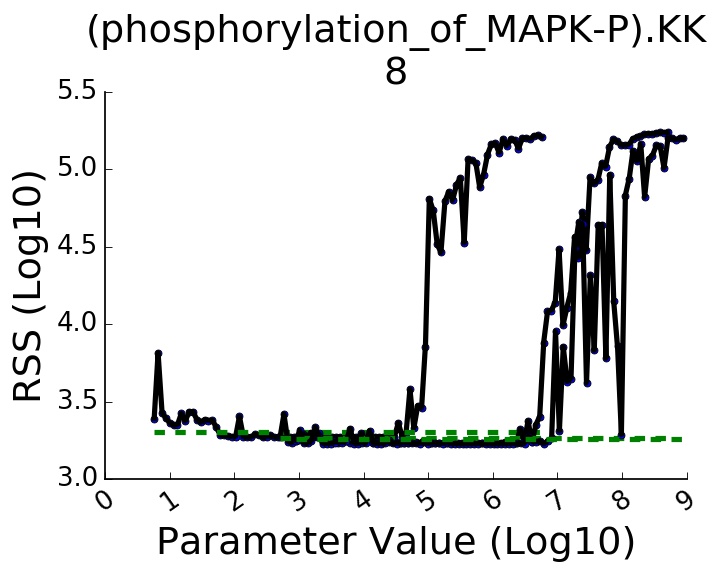 (phosphorylation_of_MAPK-P).KK
8
5.5
5.0
4.5
4.0
3.5
3.0
RSS (Log10)
0 1 2 3 4 5 6 7 8 9
Parameter Value (Log10)